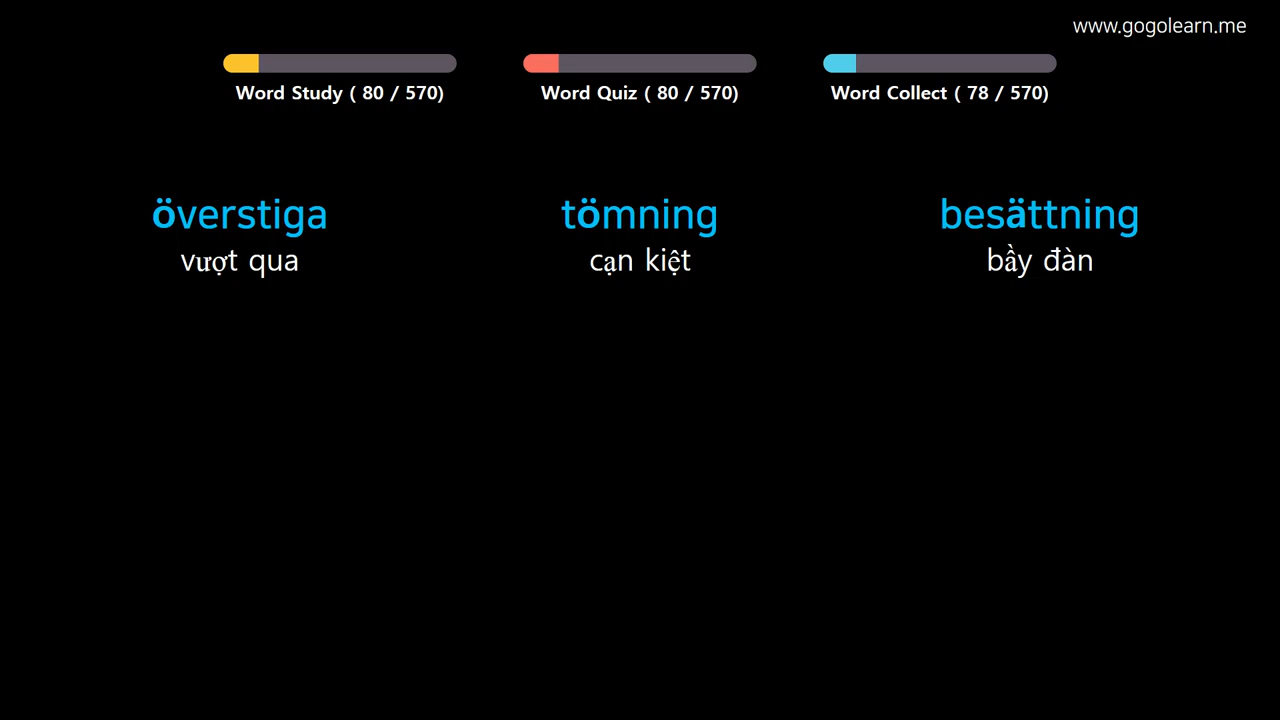 www.gogolearn.me
Word Study ( 80 / 570)
Word Quiz ( 80 / 570)
Word Collect ( 78 / 570)
överstiga
vượt qua
tömning
cạn kiệt
besättning
bầy đàn